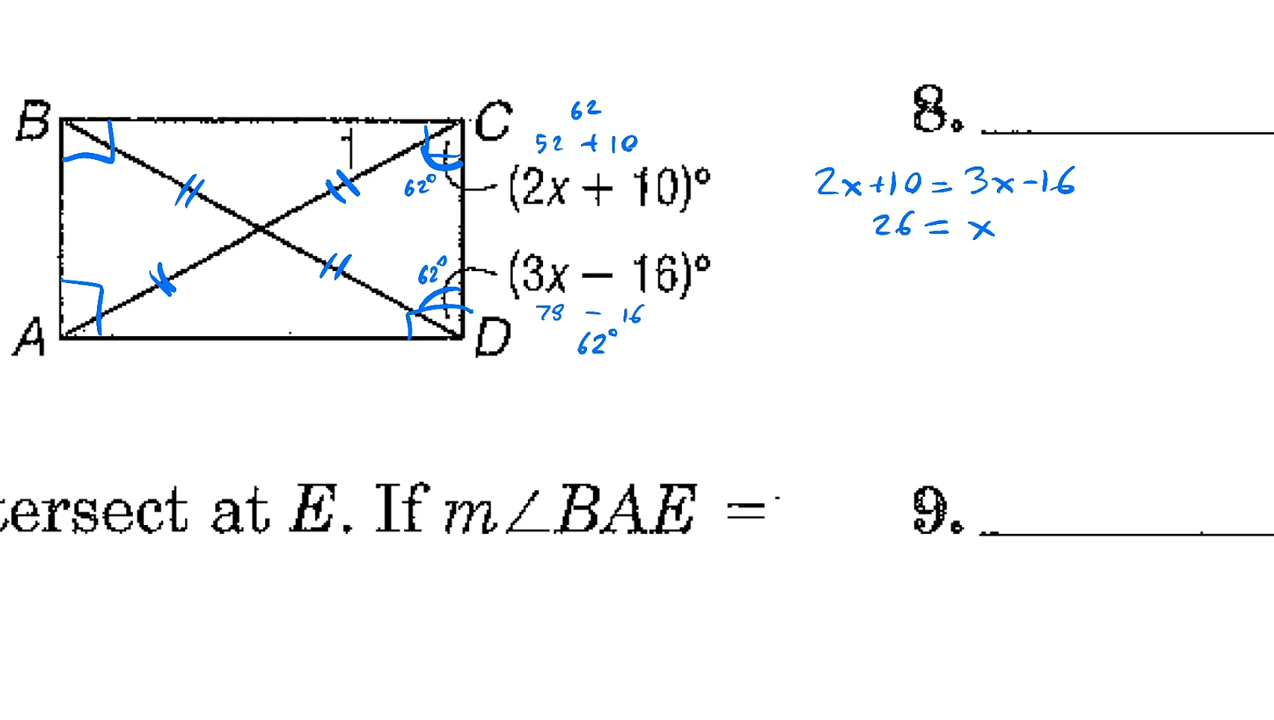 B
C
62
52 + 10
62°
(2x + 10)°
62°
(3x − 16)°
78 − 16
62°
A
D
8.
2x+10 = 3x-16
26 = x
tersect at E. If m∠BAE =
9.